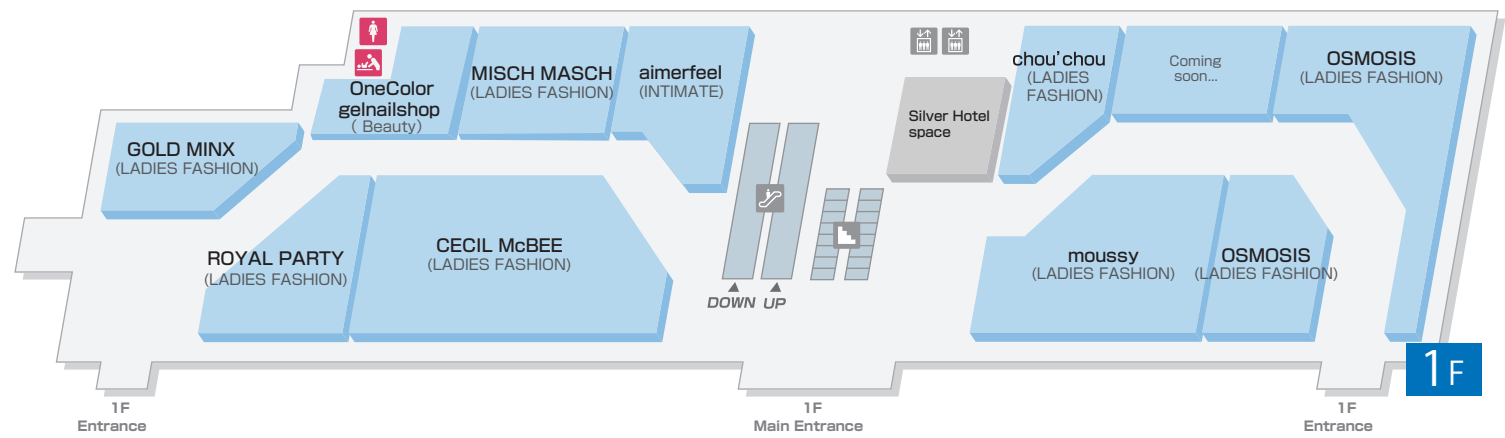 OneColor
gelnailshop
( Beauty)
MISCH MASCH
(LADIES FASHION)
aimerfeel
(INTIMATE)
chou'chou
(LADIES
FASHION)
Coming
soon...
OSMOSIS
(LADIES FASHION)
Silver Hotel
space
GOLD MINX
(LADIES FASHION)
ROYAL PARTY
(LADIES FASHION)
CECIL McBEE
(LADIES FASHION)
moussy
(LADIES FASHION)
OSMOSIS
(LADIES FASHION)
DOWN UP
1F
1F
Entrance
1F
Main Entrance
1F
Entrance